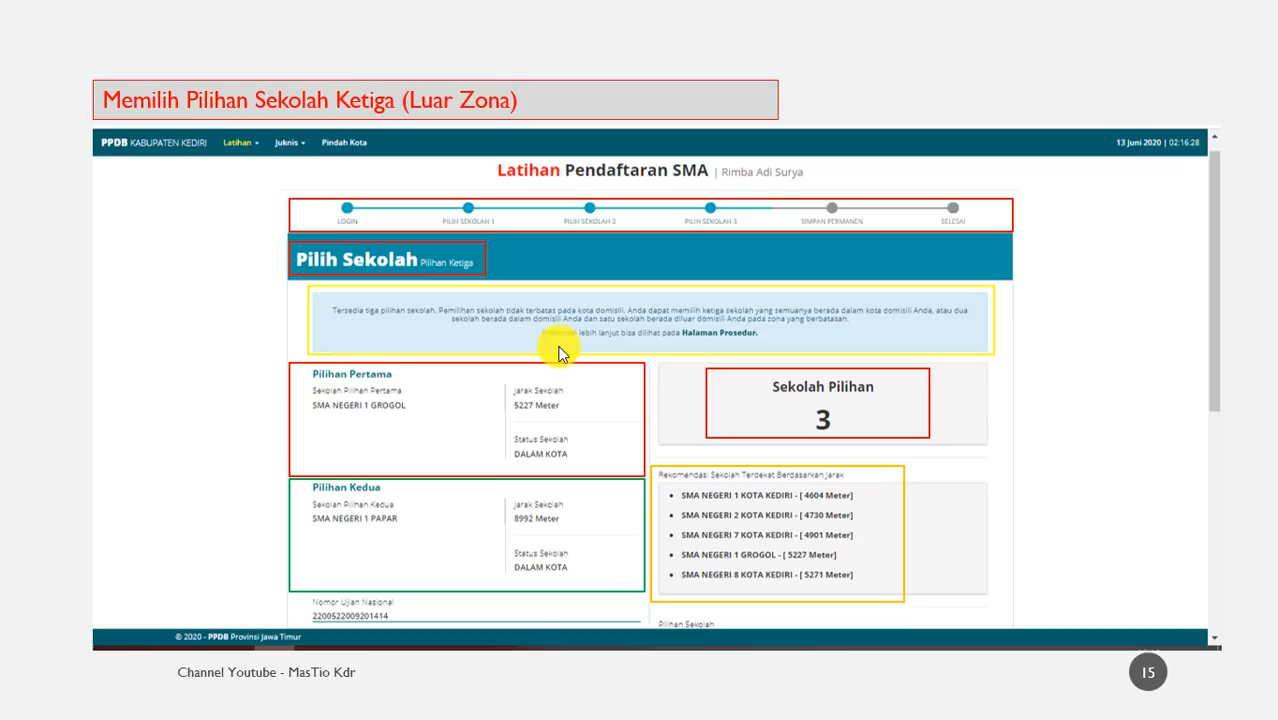 Memilih Pilihan Sekolah Ketiga (Luar Zona)
PPDB KABUPATEN KEDIRI Latihan Juknis Pindah Kota 13 Juni 2020 | 02:16:28
Latihan Pendaftaran SMA | Rimba Adi Surya
LOGIN PILIH SEKOLAH 1 PILIH SEKOLAH 2 PILIH SEKOLAH 3 SIMPAN PERMANEN SELESAI
Pilih Sekolah Pilihan Ketiga
Tersedia tiga pilihan sekolah. Pemilihan sekolah tidak terbatas pada kota domisili. Anda dapat memilih ketiga sekolah yang semuanya berada dalam kota domisili Anda, atau dua
sekolah berada dalam domisili Anda dan satu sekolah berada diluar domisili Anda pada zona yang berbatasan.
lebih lanjut bisa dilihat pada Halaman Prosedur.
Pilihan Pertama
Sekolah Pilihan Pertama
SMA NEGERI 1 GROGOL
Jarak Sekolah
5227 Meter
Status Sekolah
DALAM KOTA
Pilihan Kedua
Sekolah Pilihan Kedua
SMA NEGERI 1 PAPAR
Jarak Sekolah
8992 Meter
Status Sekolah
DALAM KOTA
Nomor Ujian Nasional
2200522009201414
Sekolah Pilihan
3
Rekomendasi Sekolah Terdekat Berdasarkan Jarak
SMA NEGERI 1 KOTA KEDIRI - [ 4604 Meter]
SMA NEGERI 2 KOTA KEDIRI - [ 4730 Meter]
SMA NEGERI 7 KOTA KEDIRI - [ 4901 Meter]
SMA NEGERI 1 GROGOL - [ 5227 Meter]
SMA NEGERI 8 KOTA KEDIRI - [ 5271 Meter]
Pilihan Sekolah
© 2020 - PPDB Provinsi Jawa Timur
Channel Youtube - MasTio Kdr
15